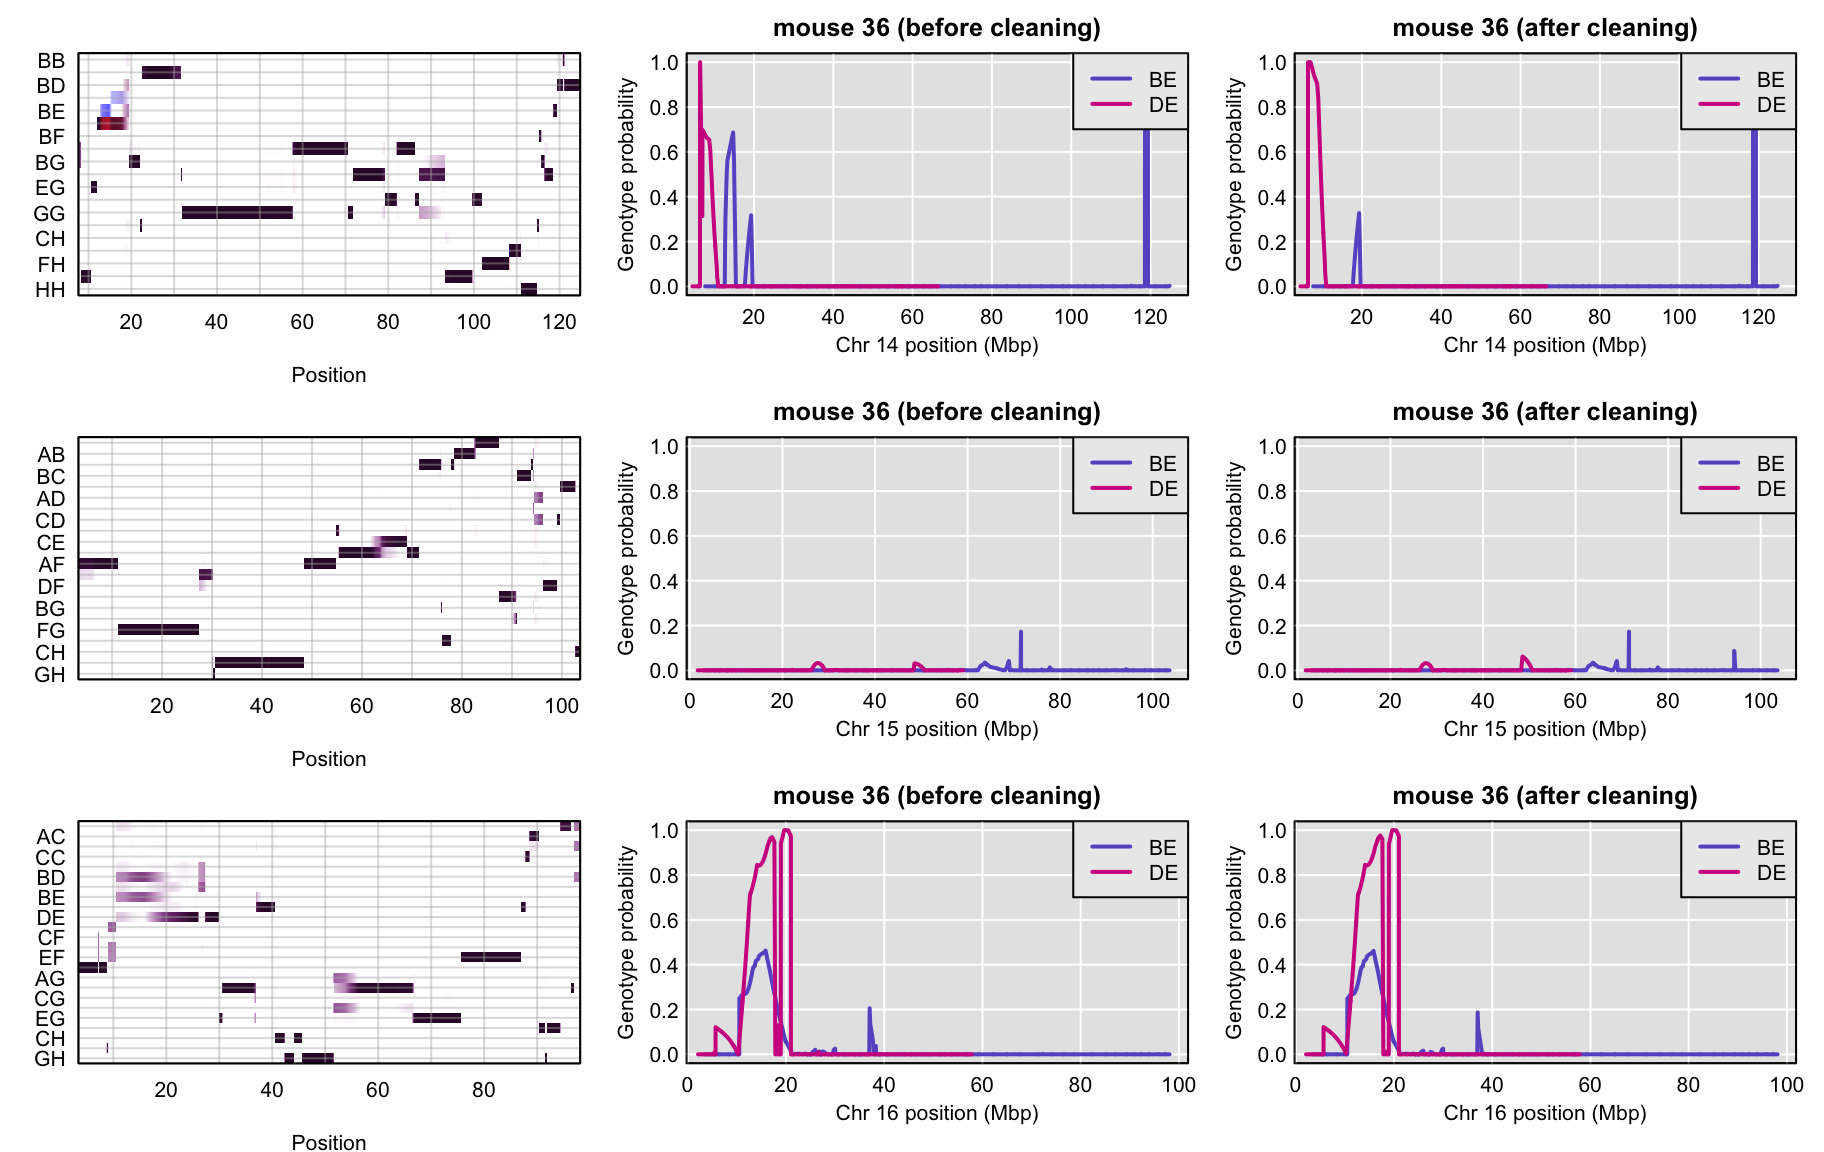 BB
BD
BE
BF
BG
EG
GG
CH
FH
HH
20 40 60 80 100 120
Position
mouse 36 (before cleaning)
Genotype probability
1.0
0.8
0.6
0.4
0.2
0.0
BE
DE
20 40 60 80 100 120
Chr 14 position (Mbp)
mouse 36 (after cleaning)
Genotype probability
1.0
0.8
0.6
0.4
0.2
0.0
BE
DE
20 40 60 80 100 120
Chr 14 position (Mbp)
AB
BC
AD
CD
CE
AF
DF
BG
FG
CH
GH
20 40 60 80 100
Position
mouse 36 (before cleaning)
Genotype probability
1.0
0.8
0.6
0.4
0.2
0.0
BE
DE
0 20 40 60 80 100
Chr 15 position (Mbp)
mouse 36 (after cleaning)
Genotype probability
1.0
0.8
0.6
0.4
0.2
0.0
BE
DE
0 20 40 60 80 100
Chr 15 position (Mbp)
AC
CC
BD
BE
DE
CF
EF
AG
CG
EG
CH
GH
20 40 60 80
Position
mouse 36 (before cleaning)
Genotype probability
1.0
0.8
0.6
0.4
0.2
0.0
BE
DE
0 20 40 60 80 100
Chr 16 position (Mbp)
mouse 36 (after cleaning)
Genotype probability
1.0
0.8
0.6
0.4
0.2
0.0
BE
DE
0 20 40 60 80 100
Chr 16 position (Mbp)